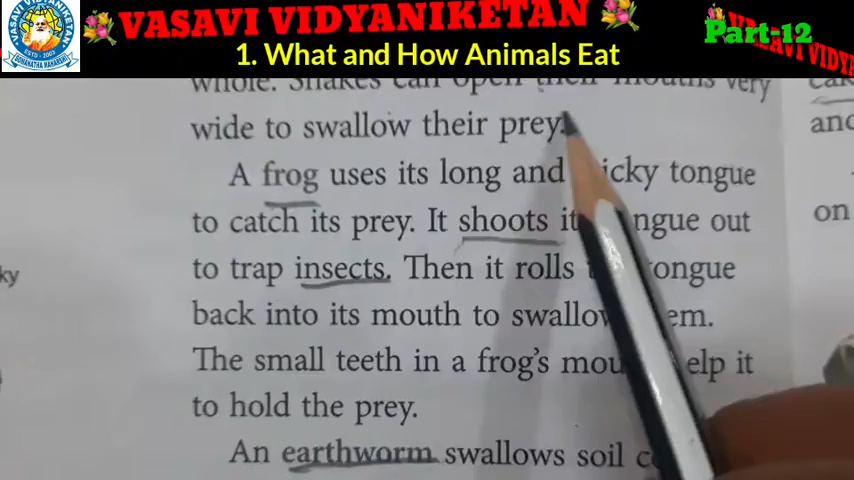 VASAVI VIDYANIKETAN
1. What and How Animals Eat
Part-12
whole. Snakes can open their mouths very
wide to swallow their prey.
A frog uses its long and sticky tongue
to catch its prey. It shoots its tongue out
to trap insects. Then it rolls tongue
back into its mouth to swallow them.
The small teeth in a frog's mouth help it
to hold the prey.
An earthworm swallows soil
ky
and
on